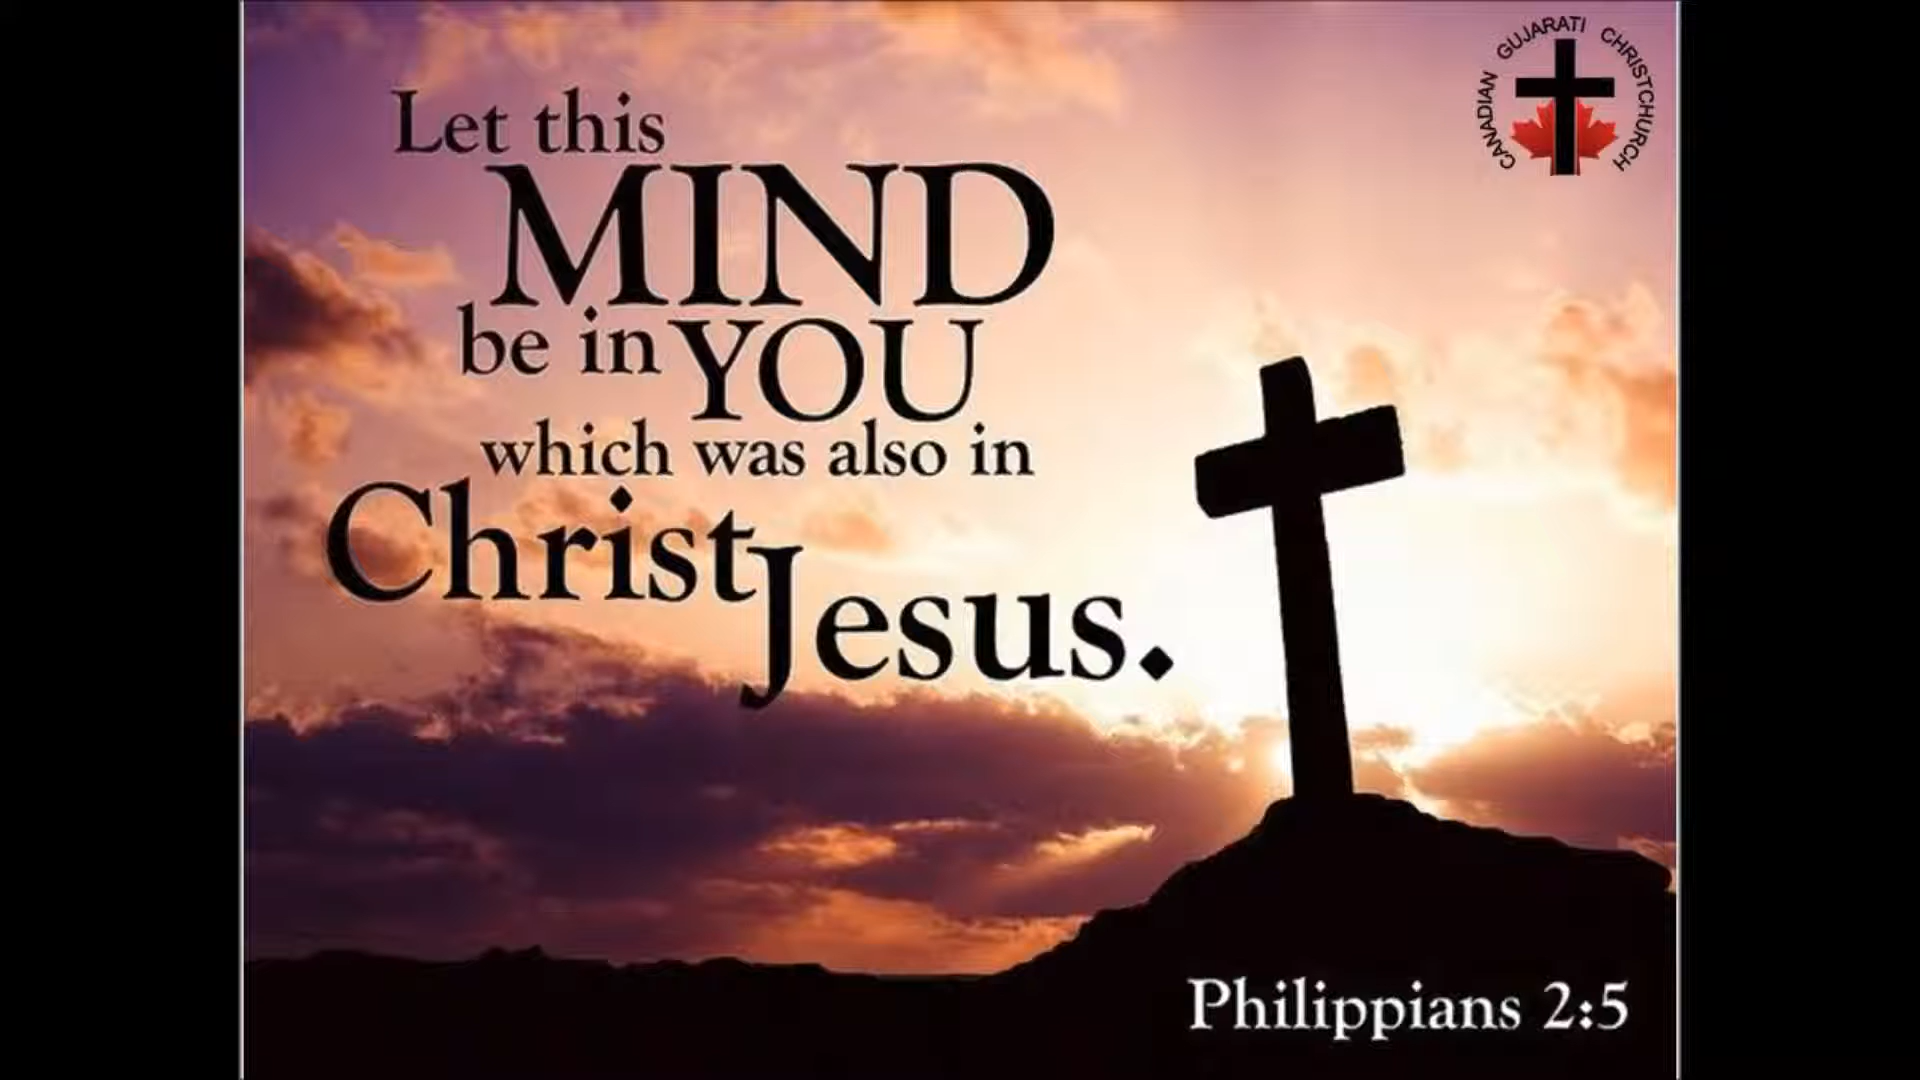 Let this
MIND
be in YOU
which was also in
Christ
Jesus.
Philippians 2:5
CANADIAN GUJARATI CHRISTCHURCH